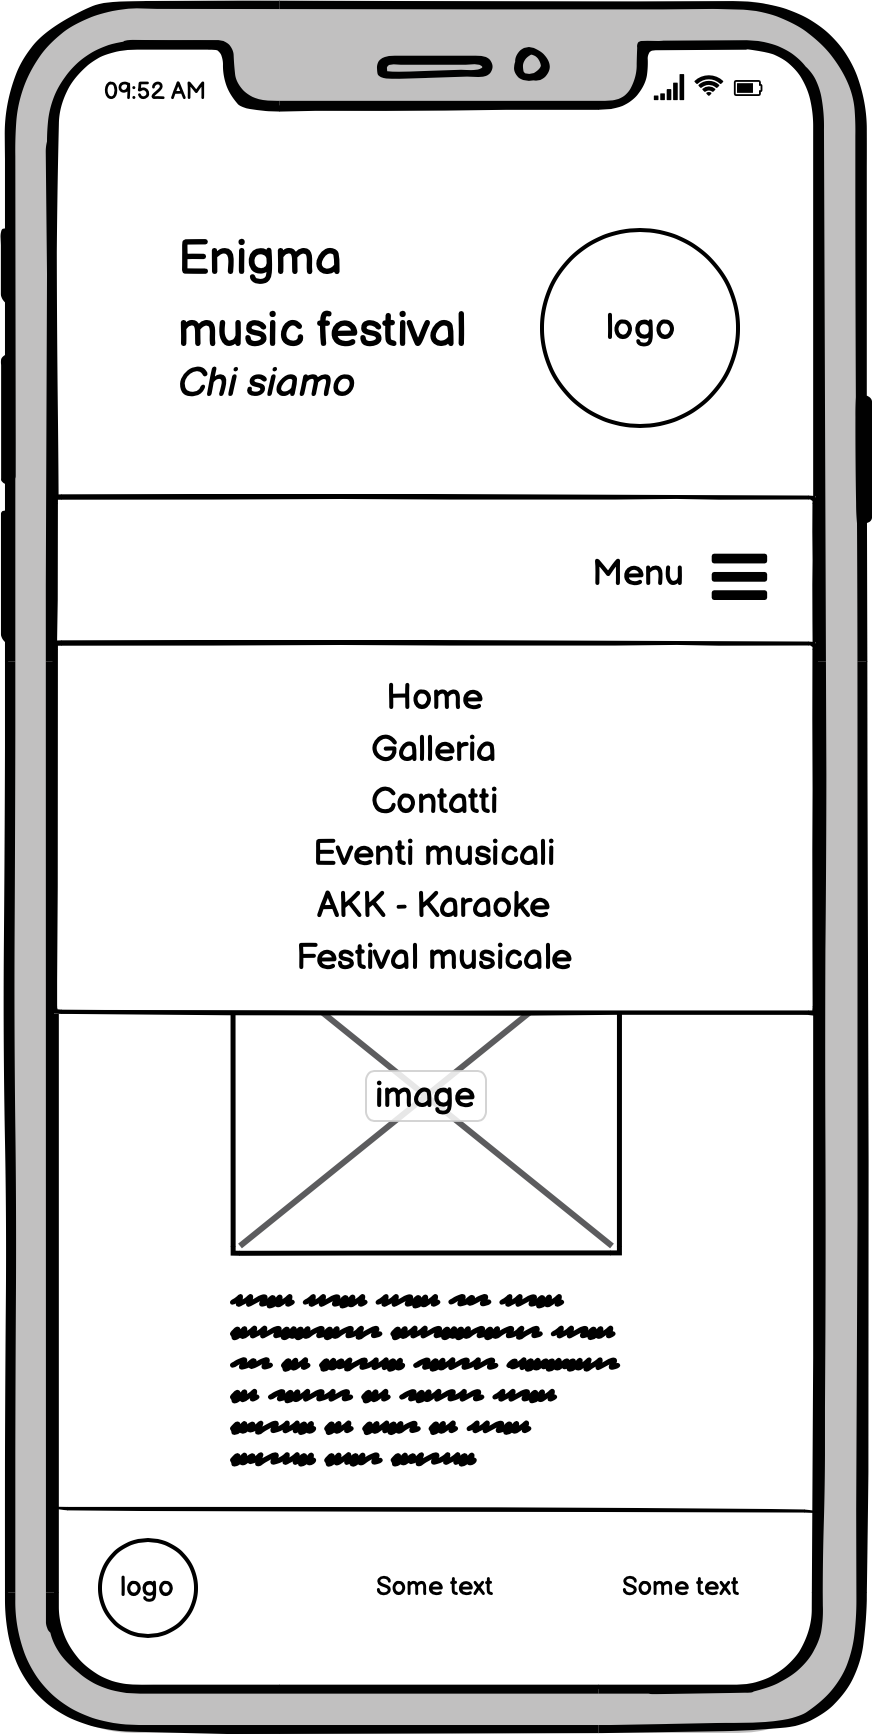 09:52 AM
Enigma
music festival
Chi siamo
logo
Menu
Home
Galleria
Contatti
Eventi musicali
AKK - Karaoke
Festival musicale
image
logo
Some text
Some text